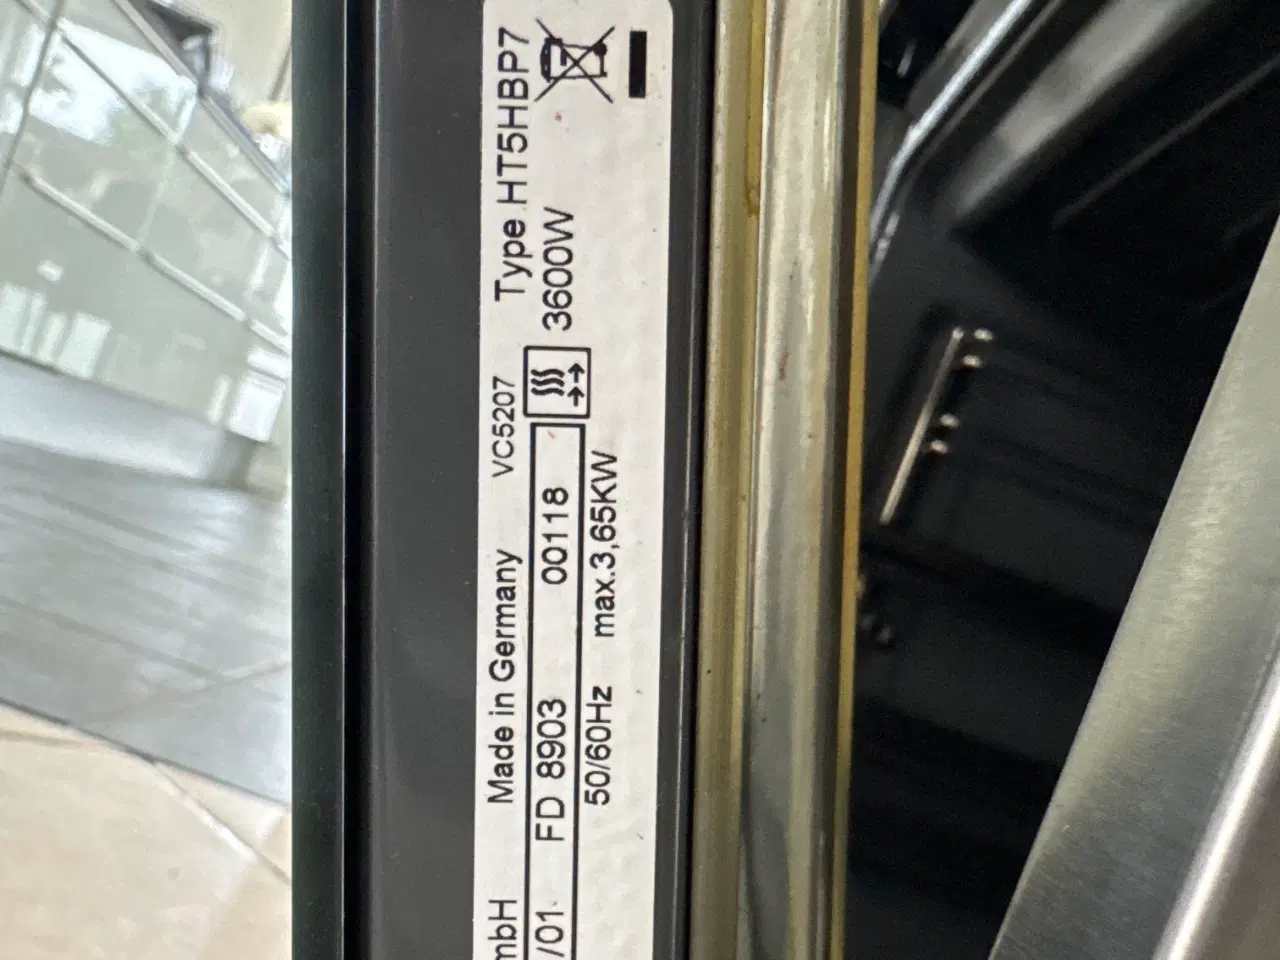 mbH Made in Germany VC5207 Type HT5HBP7
/01 FD 8903 00118 3600W
50/60Hz max.3,65KW